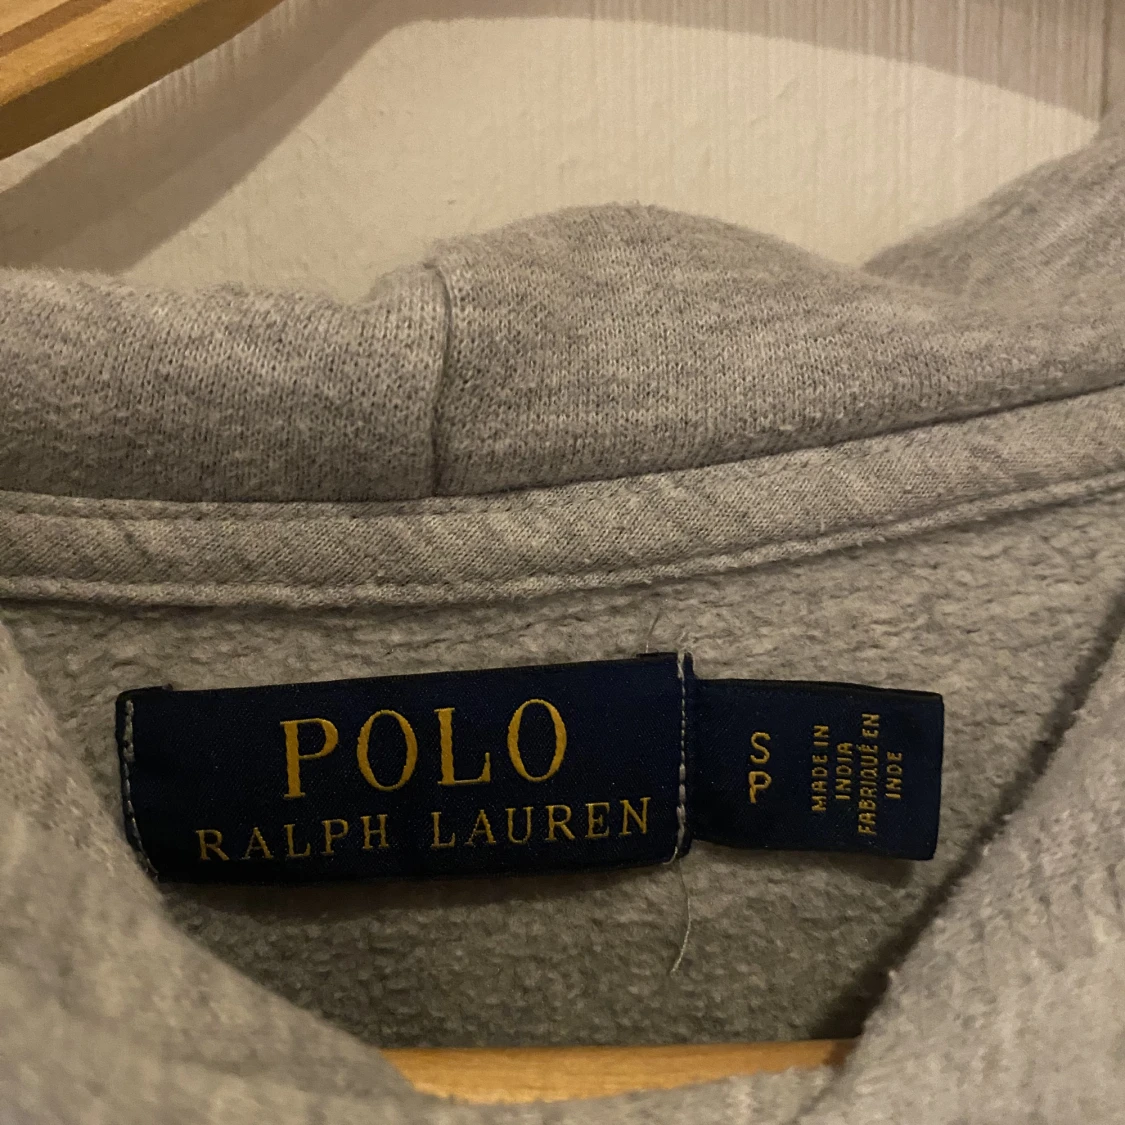 POLO
RALPH LAUREN
S
P
MADE IN
INDIA
FABRIQUÉ EN
INDE